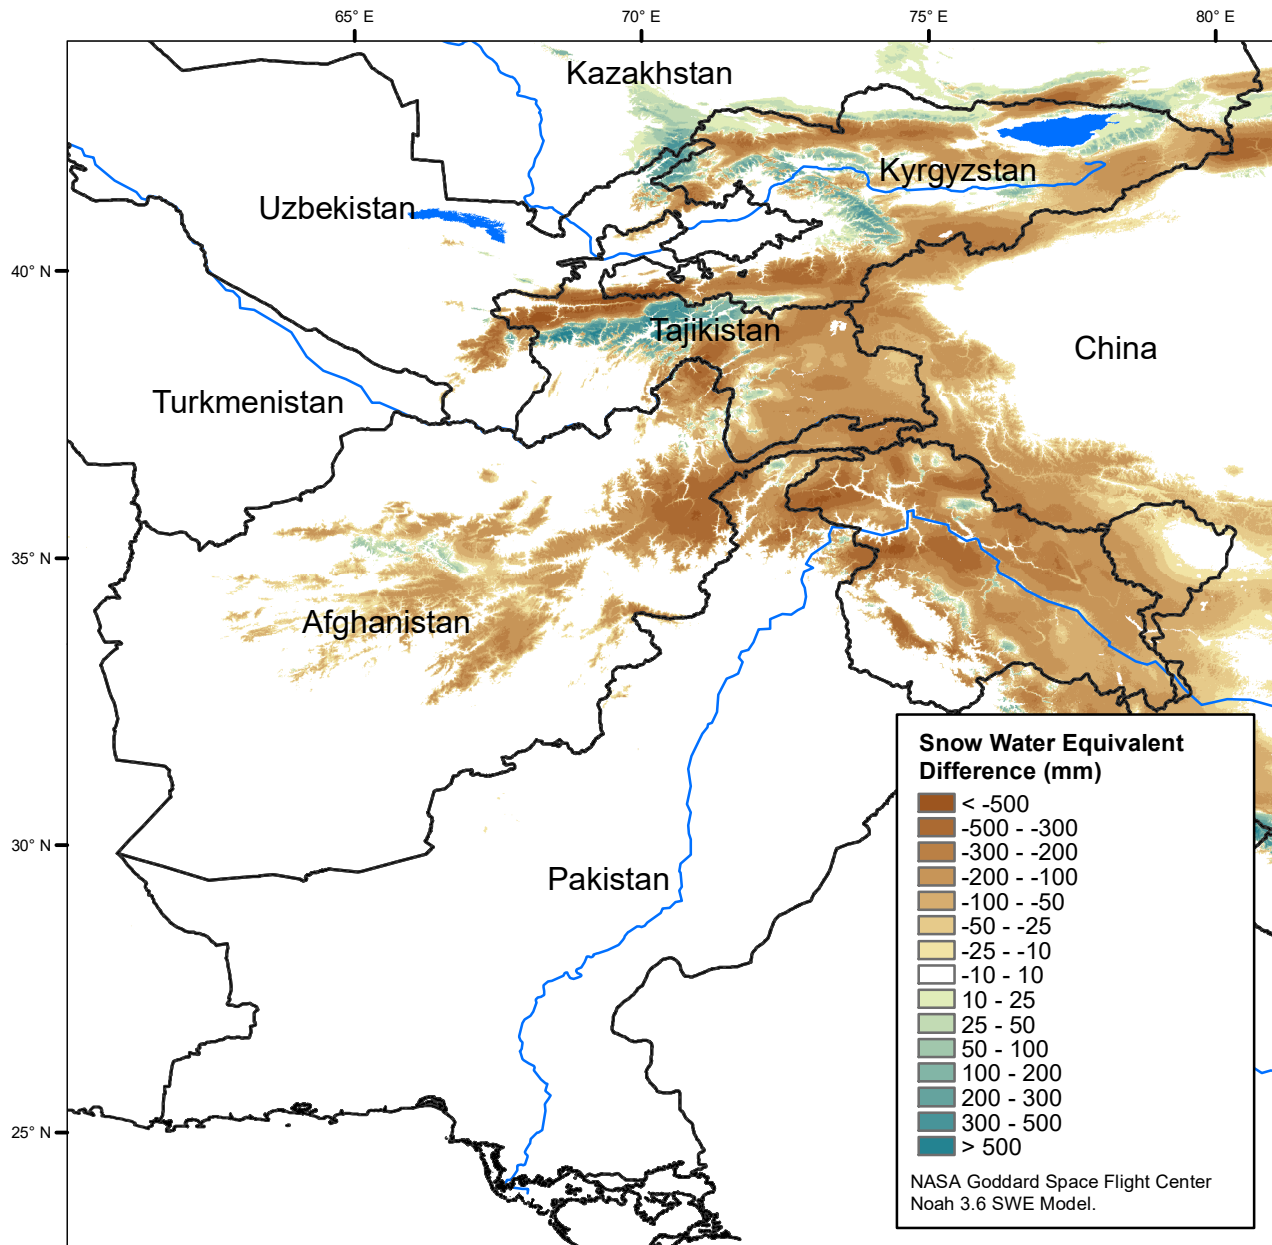 65° E
70° E
75° E
80° E
Kazakhstan
Kyrgyzstan
Uzbekistan
40° N
Tajikistan
China
Turkmenistan
35° N
Afghanistan
30° N
Pakistan
25° N
Snow Water Equivalent
Difference (mm)
< -500
-500 - -300
-300 - -200
-200 - -100
-100 - -50
-50 - -25
-25 - -10
-10 - 10
10 - 25
25 - 50
50 - 100
100 - 200
200 - 300
300 - 500
> 500
NASA Goddard Space Flight Center
Noah 3.6 SWE Model.